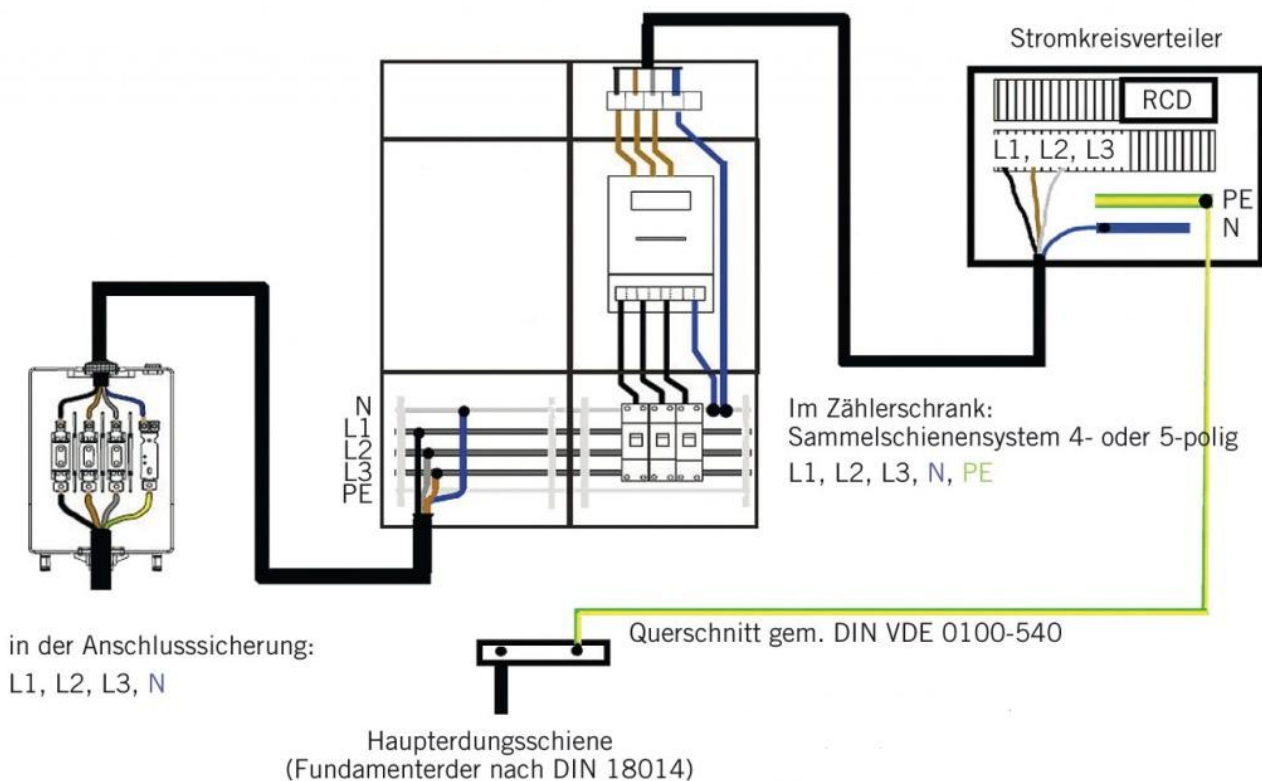 Stromkreisverteiler
RCD
L1, L2, L3
PE
N
N
L1
L2
L3
PE
Im Zählerschrank:
Sammelschienensystem 4- oder 5-polig
L1, L2, L3, N, PE
in der Anschlusssicherung:
L1, L2, L3, N
Querschnitt gem. DIN VDE 0100-540
Haupterdungsschiene
(Fundamenterder nach DIN 18014)